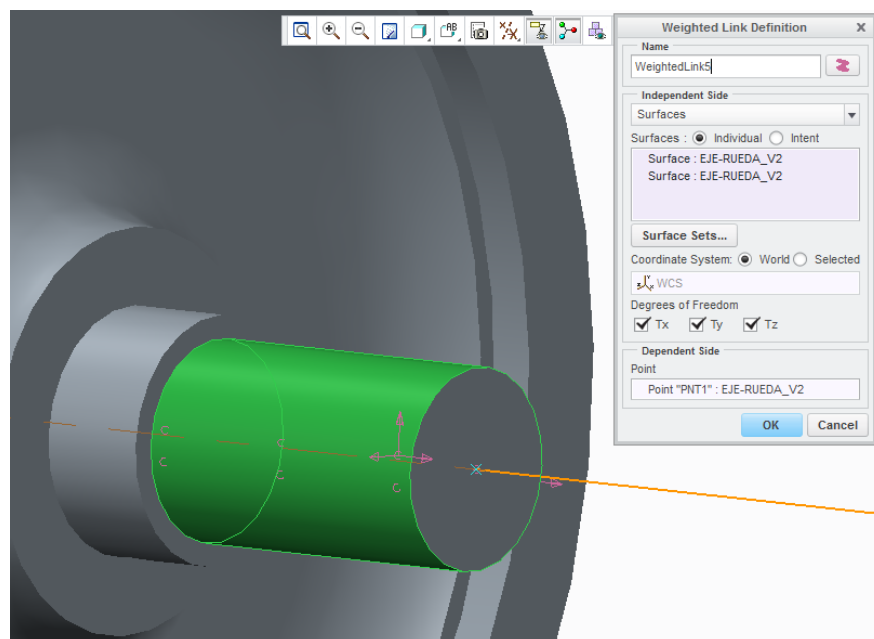 AB
Weighted Link Definition X
Name
WeightedLink5
Independent Side
Surfaces
Surfaces : Individual Intent
Surface : EJE-RUEDA_V2
Surface : EJE-RUEDA_V2
Surface Sets...
Coordinate System: World Selected
WCS
Degrees of Freedom
Tx Ty Tz
Dependent Side
Point
Point "PNT1" : EJE-RUEDA_V2
OK Cancel